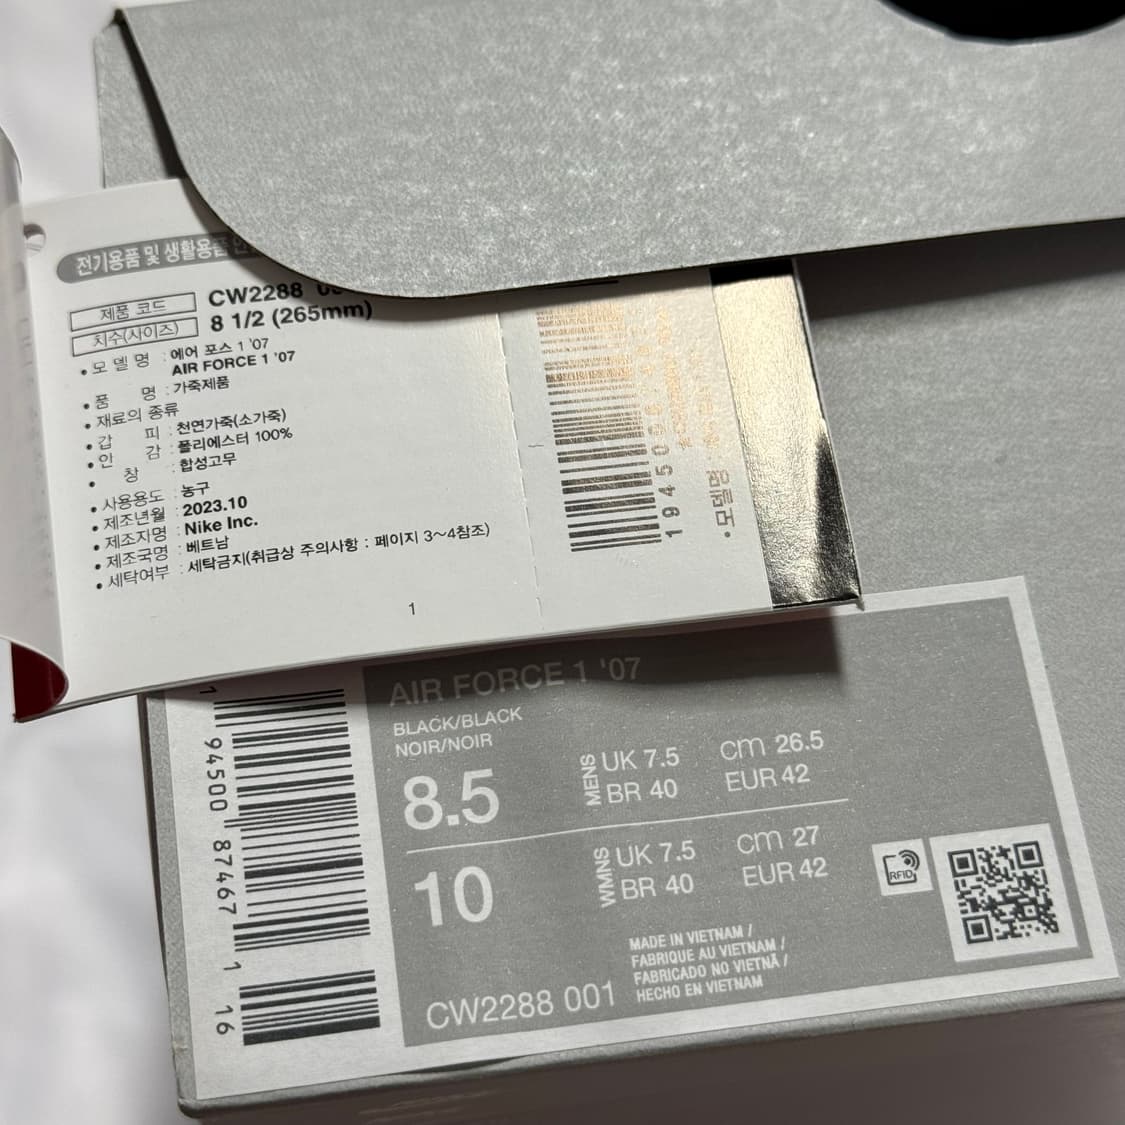 전기용품 및 생활용품
제품 코드 CW2288
치수(사이즈) 8 1/2 (265mm)
• 모 델 명 : 에어 포스 1 '07
AIR FORCE 1 '07
• 품 명 : 가죽제품
• 재료의 종류
• 갑 피 : 천연가죽(소가죽)
• 안 감 : 폴리에스터 100%
• 창 : 합성고무
• 사용용도 : 농구
• 제조년월 : 2023.10
• 제조자명 : Nike Inc.
• 제조국명 : 베트남
• 세탁여부 : 세탁금지(취급상 주의사항 : 페이지 3~4참조)
1
• 모델명 :
AIR FORCE 1 '07
BLACK/BLACK
NOIR/NOIR
8.5 MENS UK 7.5 cm 26.5
BR 40 EUR 42
10 WMNS UK 7.5 cm 27
BR 40 EUR 42
RFID
MADE IN VIETNAM /
FABRIQUE AU VIETNAM /
FABRICADO NO VIETNÃ /
HECHO EN VIETNAM
CW2288 001
1 94500 87467 1 16